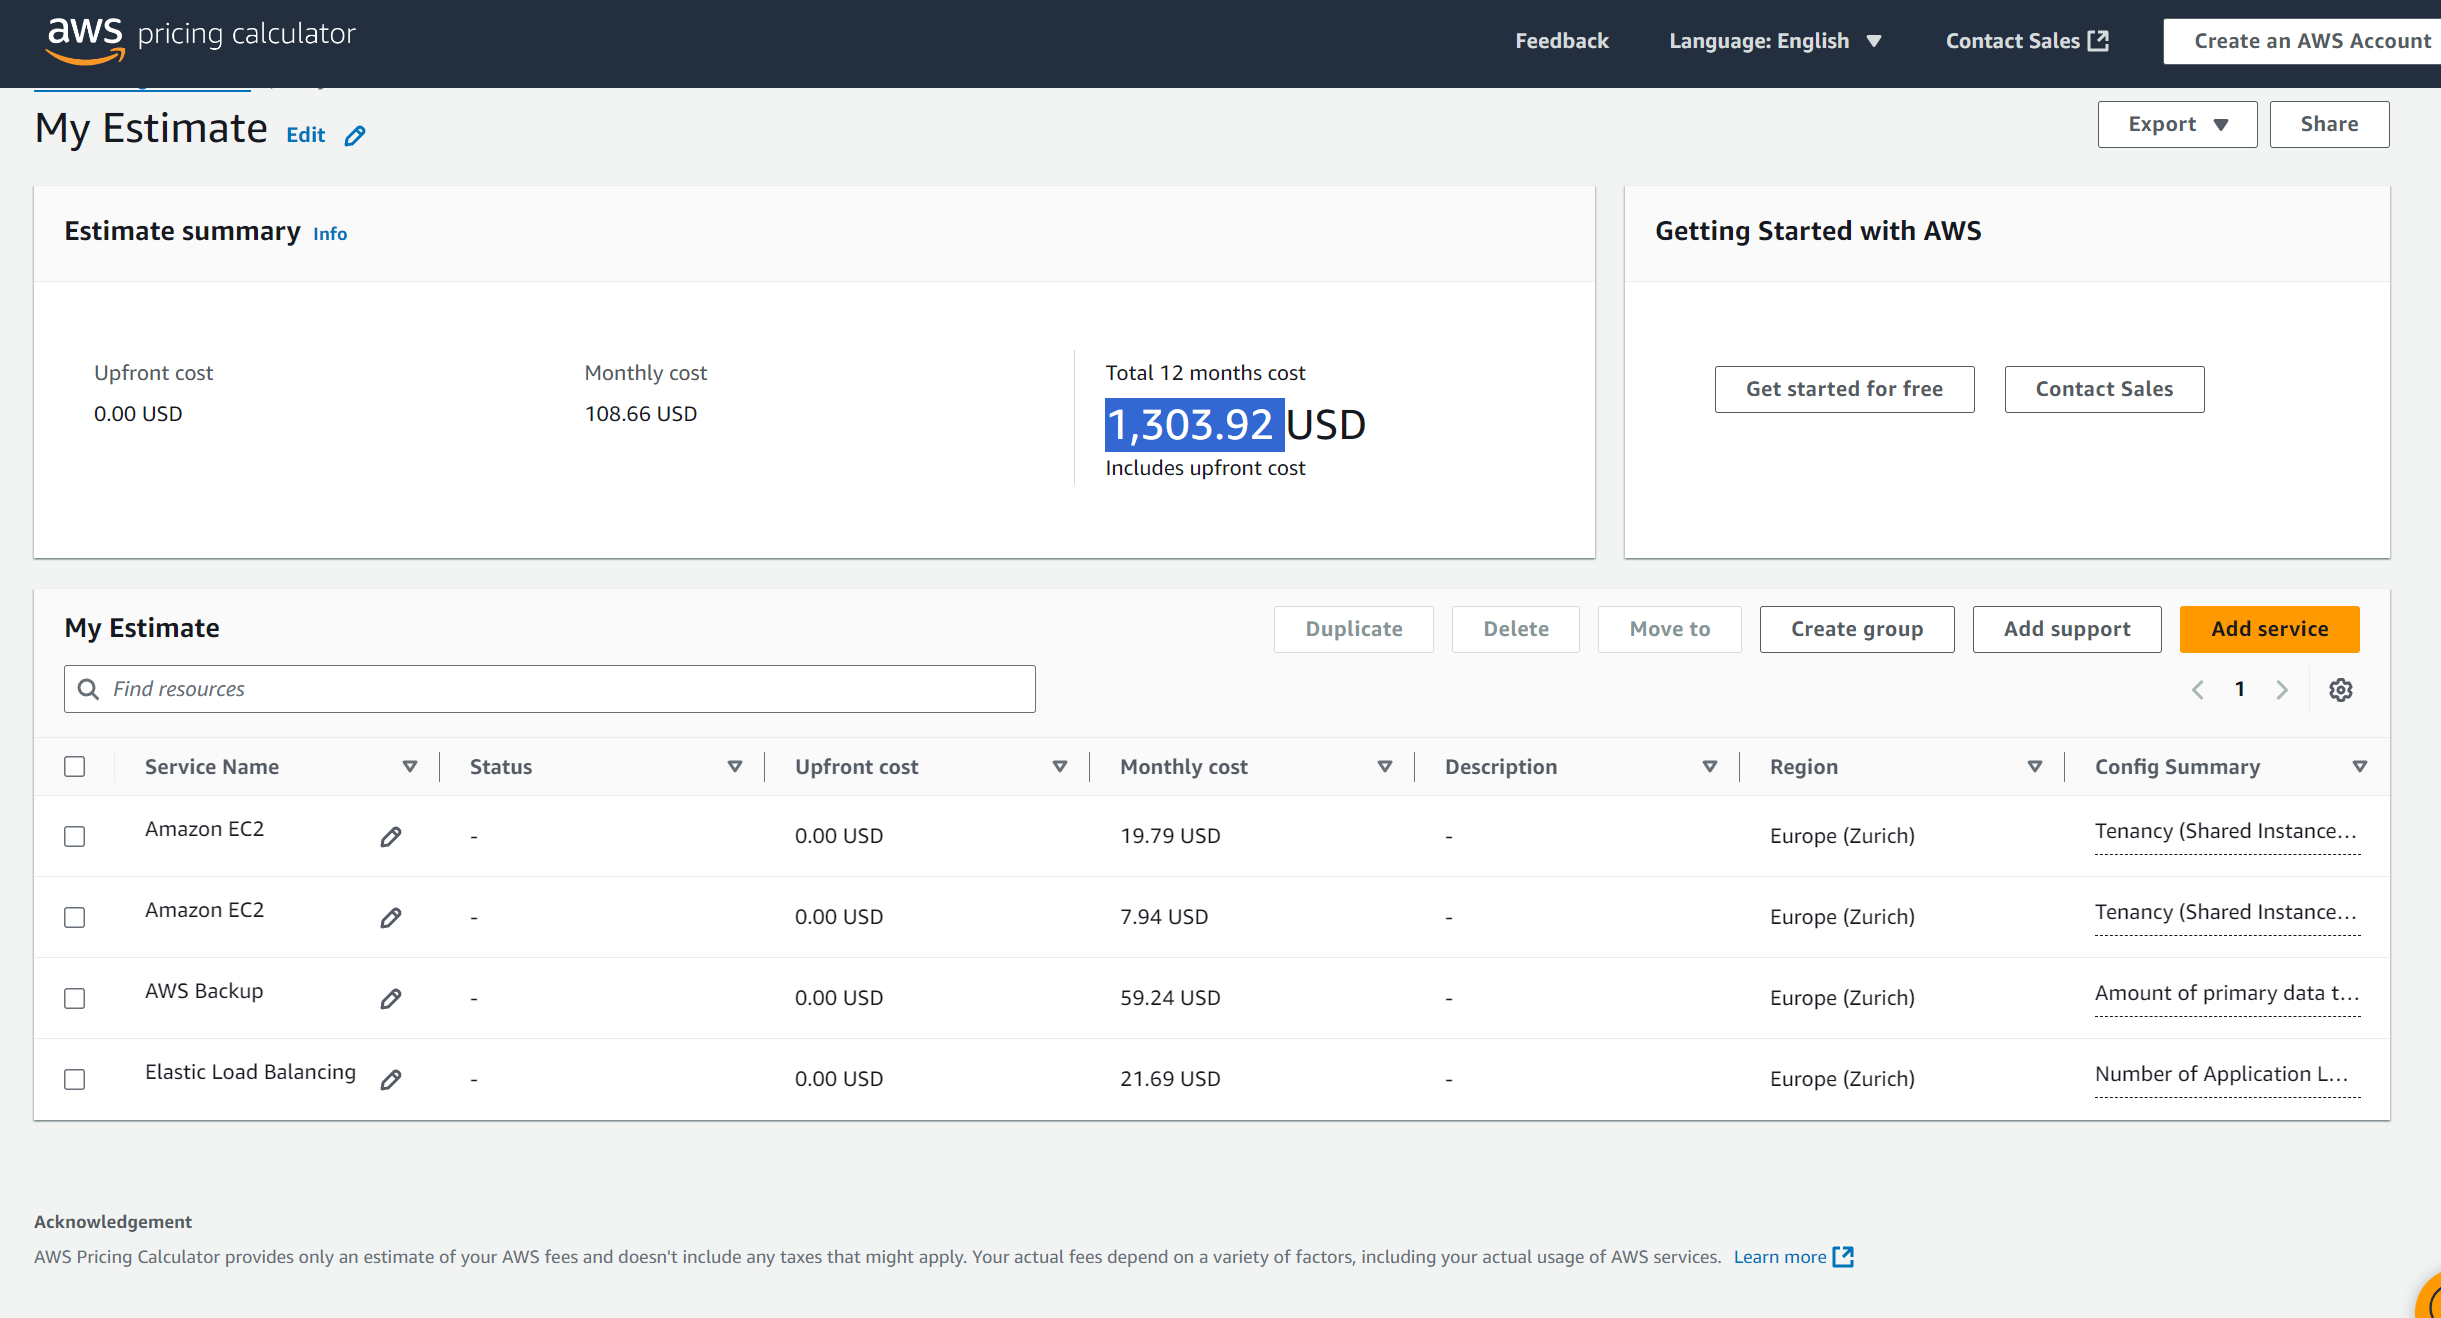 aws pricing calculator
Feedback
Language: English
Contact Sales
Create an AWS Account
My Estimate
Edit
Export
Share
Estimate summary
Info
Upfront cost
0.00 USD
Monthly cost
108.66 USD
Total 12 months cost
1,303.92 USD
Includes upfront cost
Getting Started with AWS
Get started for free
Contact Sales
My Estimate
Duplicate
Delete
Move to
Create group
Add support
Add service
Find resources
1
Service Name
Status
Upfront cost
Monthly cost
Description
Region
Config Summary
Amazon EC2
-
0.00 USD
19.79 USD
-
Europe (Zurich)
Tenancy (Shared Instance...
Amazon EC2
-
0.00 USD
7.94 USD
-
Europe (Zurich)
Tenancy (Shared Instance...
AWS Backup
-
0.00 USD
59.24 USD
-
Europe (Zurich)
Amount of primary data t...
Elastic Load Balancing
-
0.00 USD
21.69 USD
-
Europe (Zurich)
Number of Application L...
Acknowledgement
AWS Pricing Calculator provides only an estimate of your AWS fees and doesn't include any taxes that might apply. Your actual fees depend on a variety of factors, including your actual usage of AWS services. Learn more